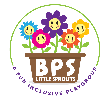 BPS
LITTLE SPROUTS
A FUN INCLUSIVE PLAYGROUP